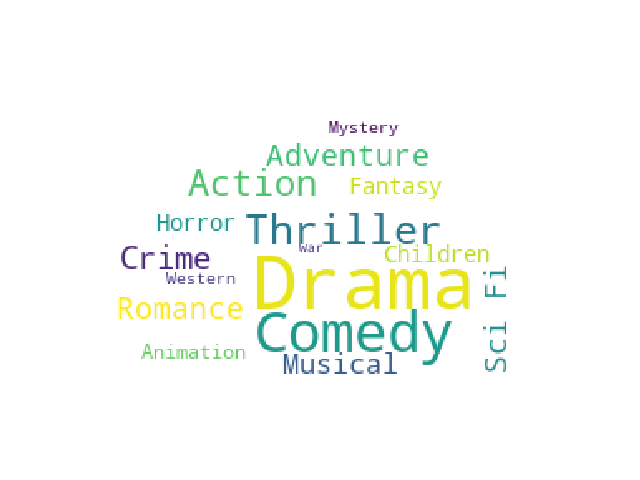 Mystery
Adventure
Action
Fantasy
Horror
Thriller
War
Crime
Children
Western
Drama
Sci Fi
Romance
Comedy
Animation
Musical